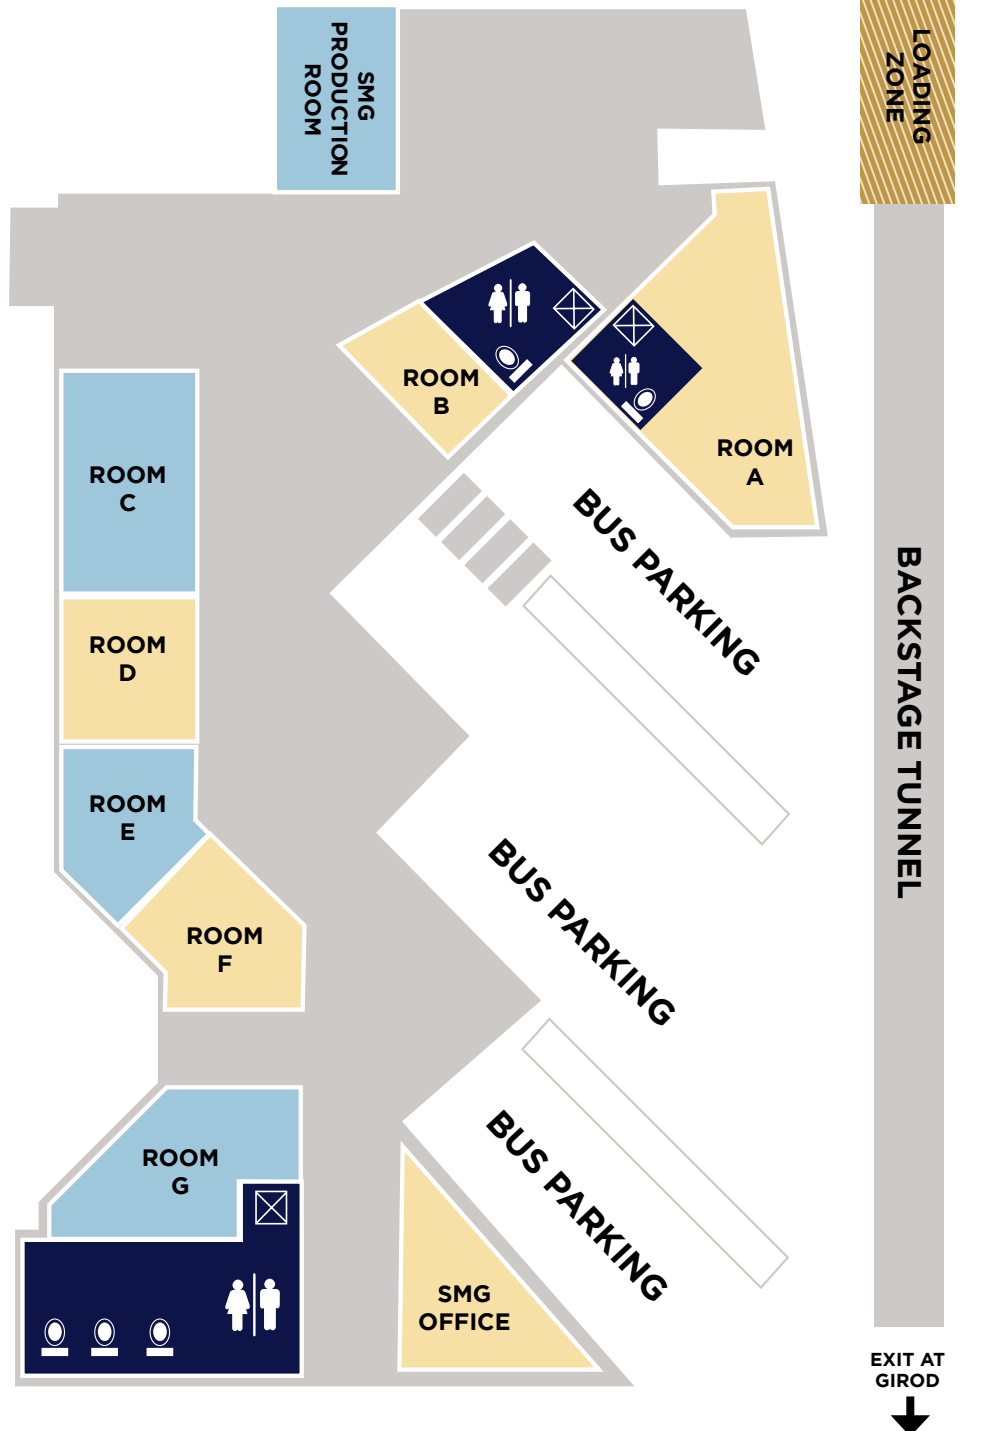 SMG
PRODUCTION
ROOM
LOADING
ZONE
ROOM
B
ROOM
A
ROOM
C
BUS PARKING
ROOM
D
BACKSTAGE TUNNEL
ROOM
E
BUS PARKING
ROOM
F
ROOM
G
BUS PARKING
SMG
OFFICE
EXIT AT
GIROD